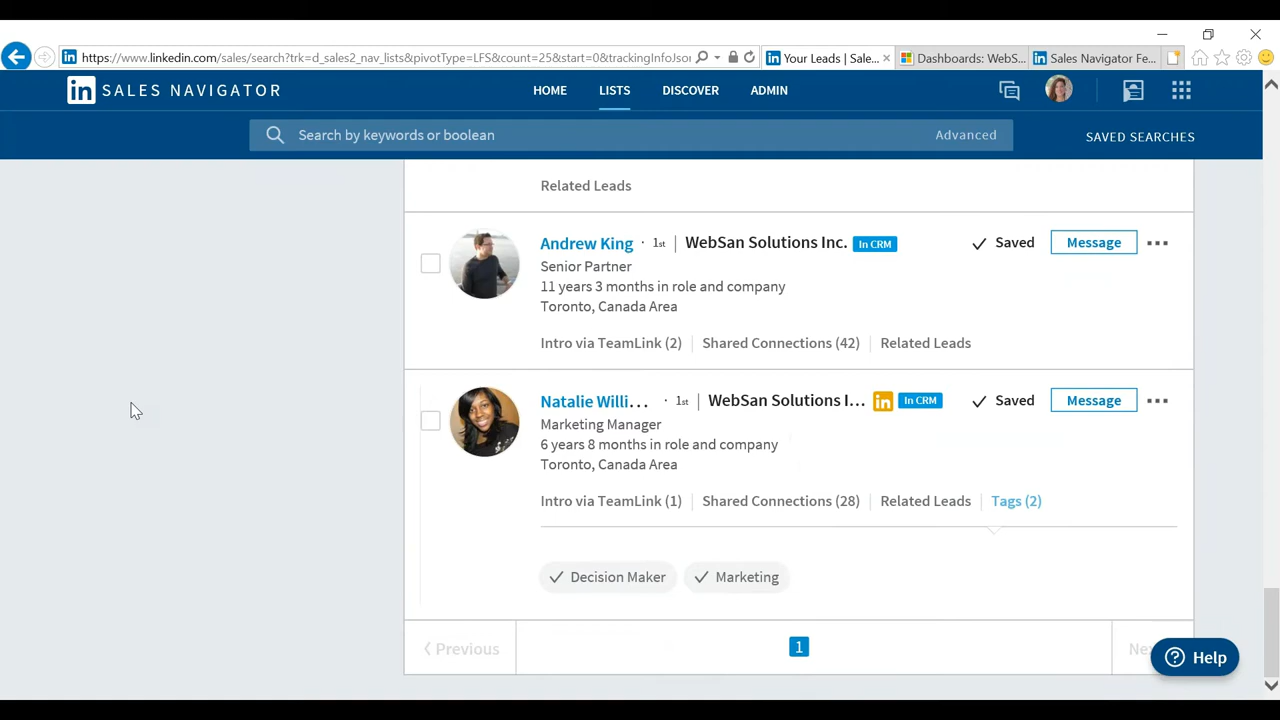 https://www.linkedin.com/sales/search?trk=d_sales2_nav_lists&pivotType=LFS&count=25&start=0&trackingInfoJsor
Your Leads | Sale...
Dashboards: WebS...
Sales Navigator Fe...
in SALES NAVIGATOR
HOME
LISTS
DISCOVER
ADMIN
Search by keywords or boolean
Advanced
SAVED SEARCHES
Related Leads
Andrew King · 1st | WebSan Solutions Inc. In CRM
Saved
Message
Senior Partner
11 years 3 months in role and company
Toronto, Canada Area
Intro via TeamLink (2) | Shared Connections (42) | Related Leads
Natalie Willi... · 1st | WebSan Solutions I... in In CRM
Saved
Message
Marketing Manager
6 years 8 months in role and company
Toronto, Canada Area
Intro via TeamLink (1) | Shared Connections (28) | Related Leads | Tags (2)
Decision Maker
Marketing
Previous
1
Help